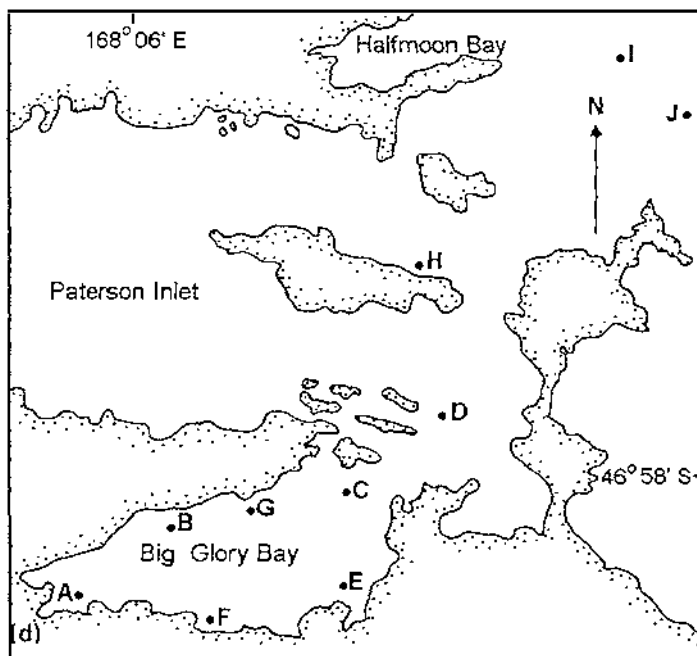 168° 06' E
Halfmoon Bay
I
N
J
H
Paterson Inlet
D
46° 58' S
C
G
B
Big Glory Bay
E
A
F
(d)